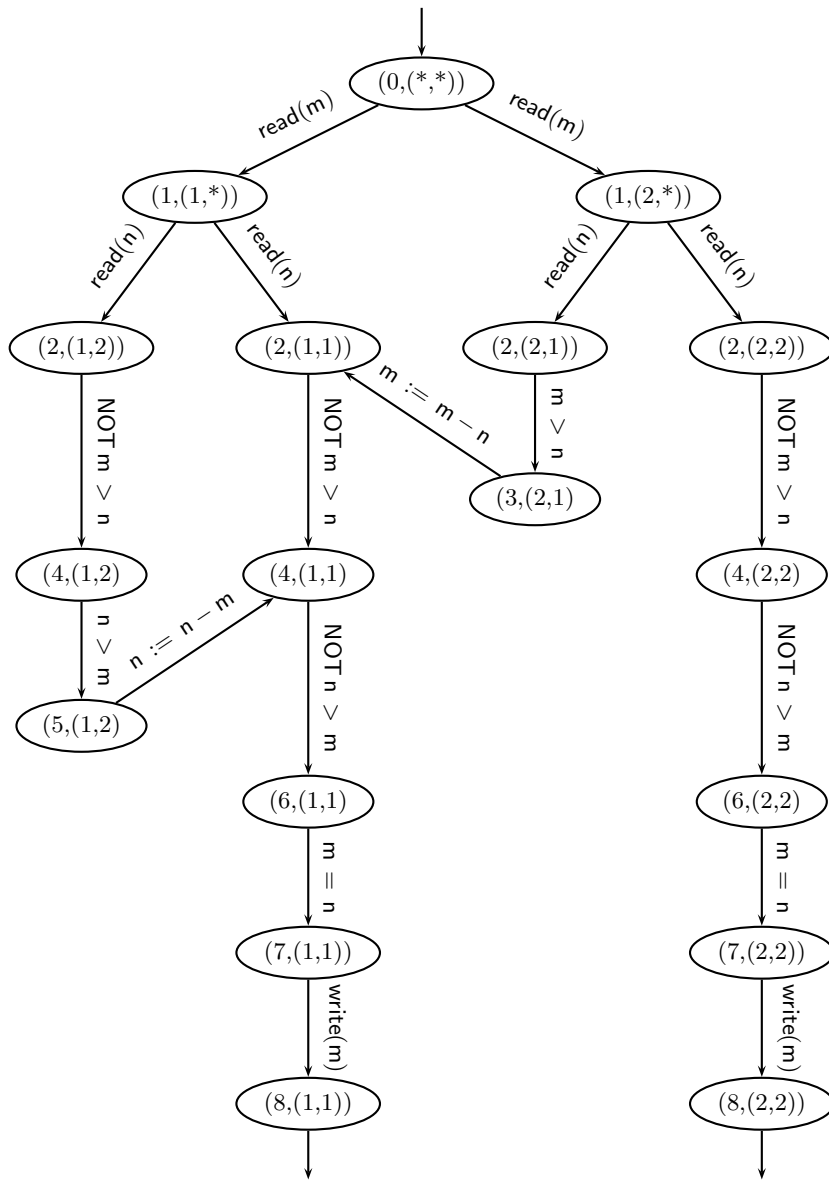 (0,(*,*))
read(m)
read(m)
(1,(1,*))
(1,(2,*))
read(n)
read(n)
read(n)
read(n)
(2,(1,2))
(2,(1,1))
(2,(2,1))
(2,(2,2))
NOT m > n
NOT m > n
m := m − n
m > n
NOT m > n
(3,(2,1)
(4,(1,2)
(4,(1,1)
(4,(2,2)
n > m
n := n − m
NOT n > m
NOT n > m
(5,(1,2)
(6,(1,1)
(6,(2,2)
m = n
m = n
(7,(1,1))
(7,(2,2))
write(m)
write(m)
(8,(1,1))
(8,(2,2))